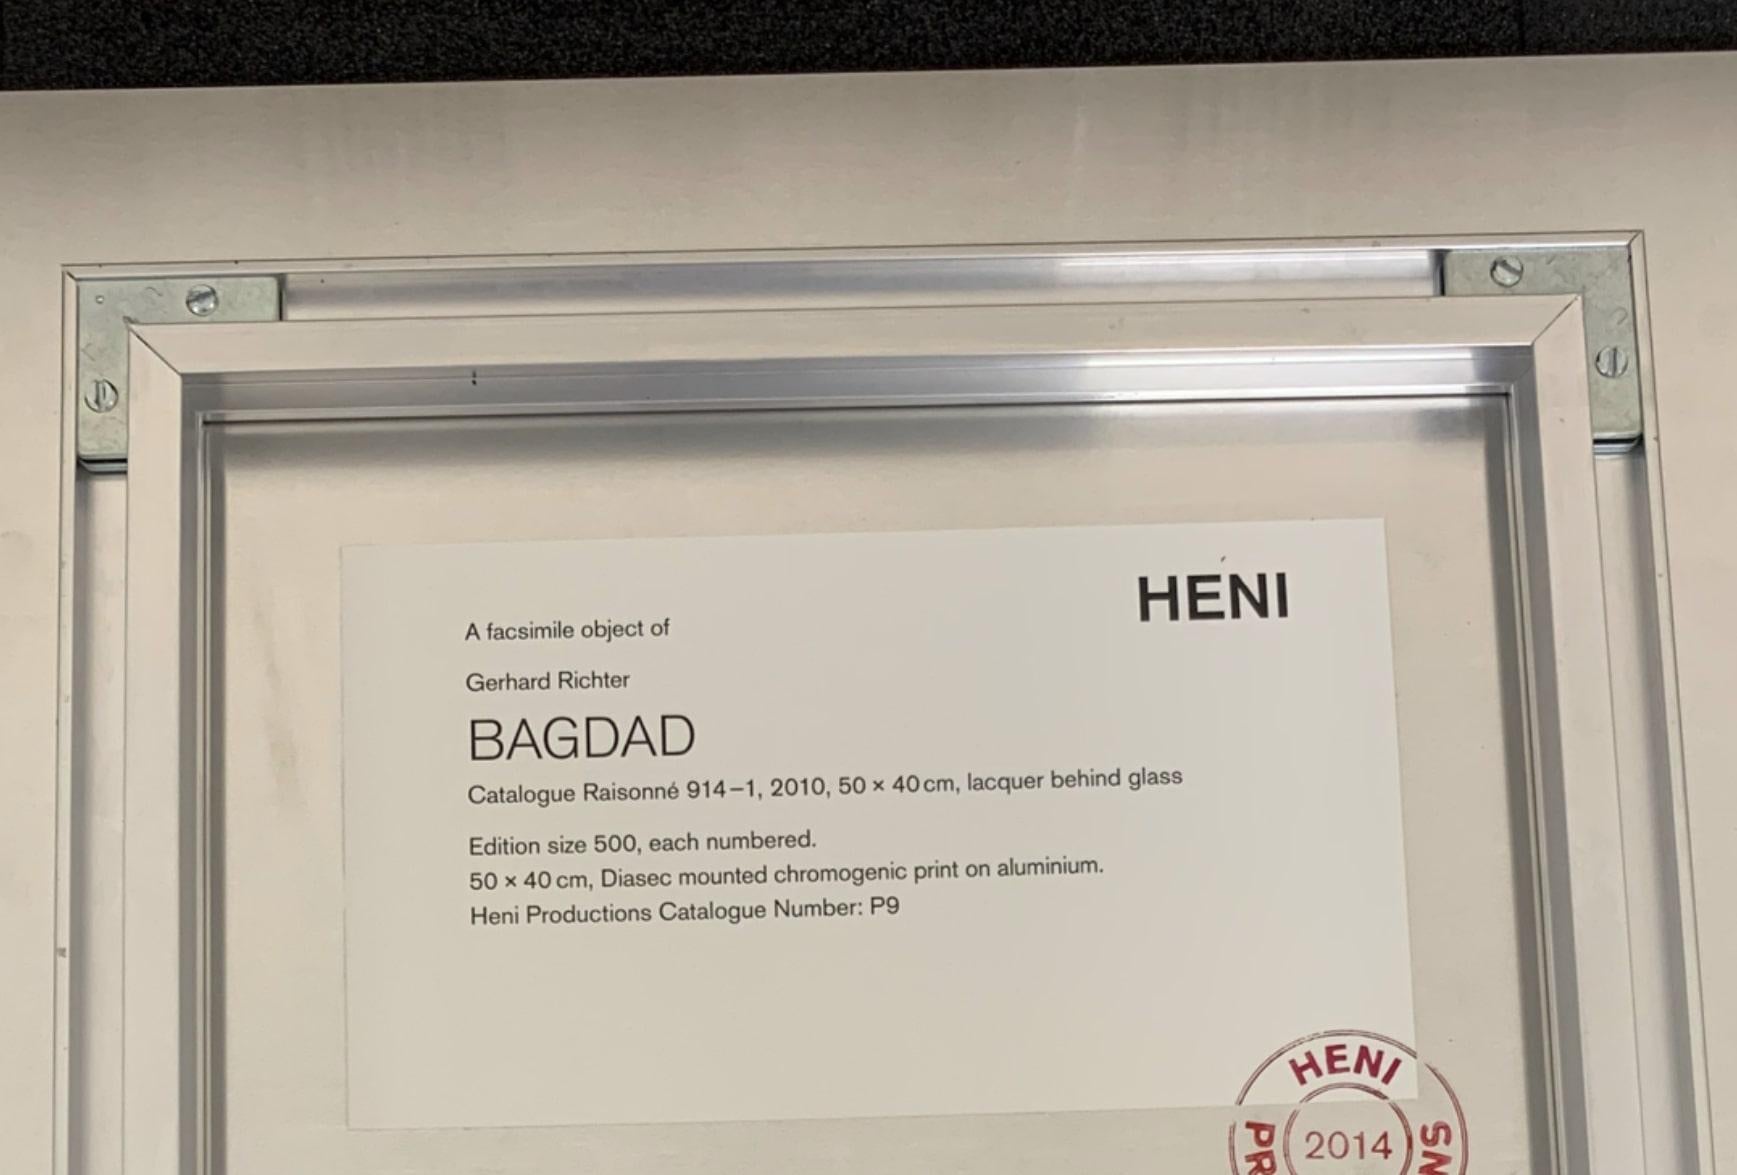 HENI
A facsimile object of
Gerhard Richter
BAGDAD
Catalogue Raisonné 914–1, 2010, 50 × 40 cm, lacquer behind glass
Edition size 500, each numbered.
50 × 40 cm, Diasec mounted chromogenic print on aluminium.
Heni Productions Catalogue Number: P9
HENI
2014